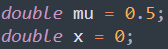 double mu = 0.5;
double x = 0;